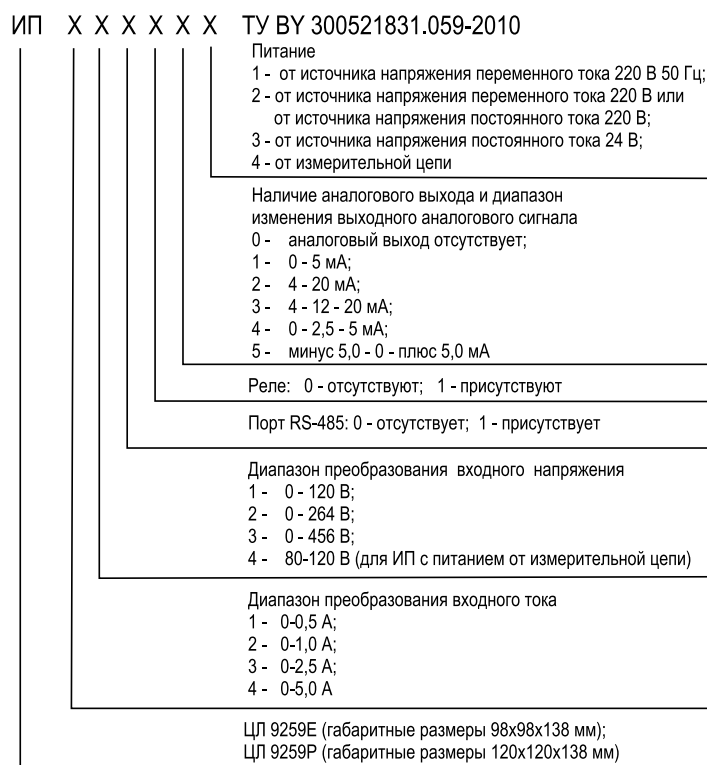 ИП X X X X X X ТУ BY 300521831.059-2010
Питание
1 - от источника напряжения переменного тока 220 В 50 Гц;
2 - от источника напряжения переменного тока 220 В или
от источника напряжения постоянного тока 220 В;
3 - от источника напряжения постоянного тока 24 В;
4 - от измерительной цепи
Наличие аналогового выхода и диапазон
изменения выходного аналогового сигнала
0 - аналоговый выход отсутствует;
1 - 0 - 5 мА;
2 - 4 - 20 мА;
3 - 4 - 12 - 20 мА;
4 - 0 - 2,5 - 5 мА;
5 - минус 5,0 - 0 - плюс 5,0 мА
Реле: 0 - отсутствуют; 1 - присутствуют
Порт RS-485: 0 - отсутствует; 1 - присутствует
Диапазон преобразования входного напряжения
1 - 0 - 120 В;
2 - 0 - 264 В;
3 - 0 - 456 В;
4 - 80-120 В (для ИП с питанием от измерительной цепи)
Диапазон преобразования входного тока
1 - 0-0,5 А;
2 - 0-1,0 А;
3 - 0-2,5 А;
4 - 0-5,0 А
ЦЛ 9259Е (габаритные размеры 98х98х138 мм);
ЦЛ 9259Р (габаритные размеры 120х120х138 мм)